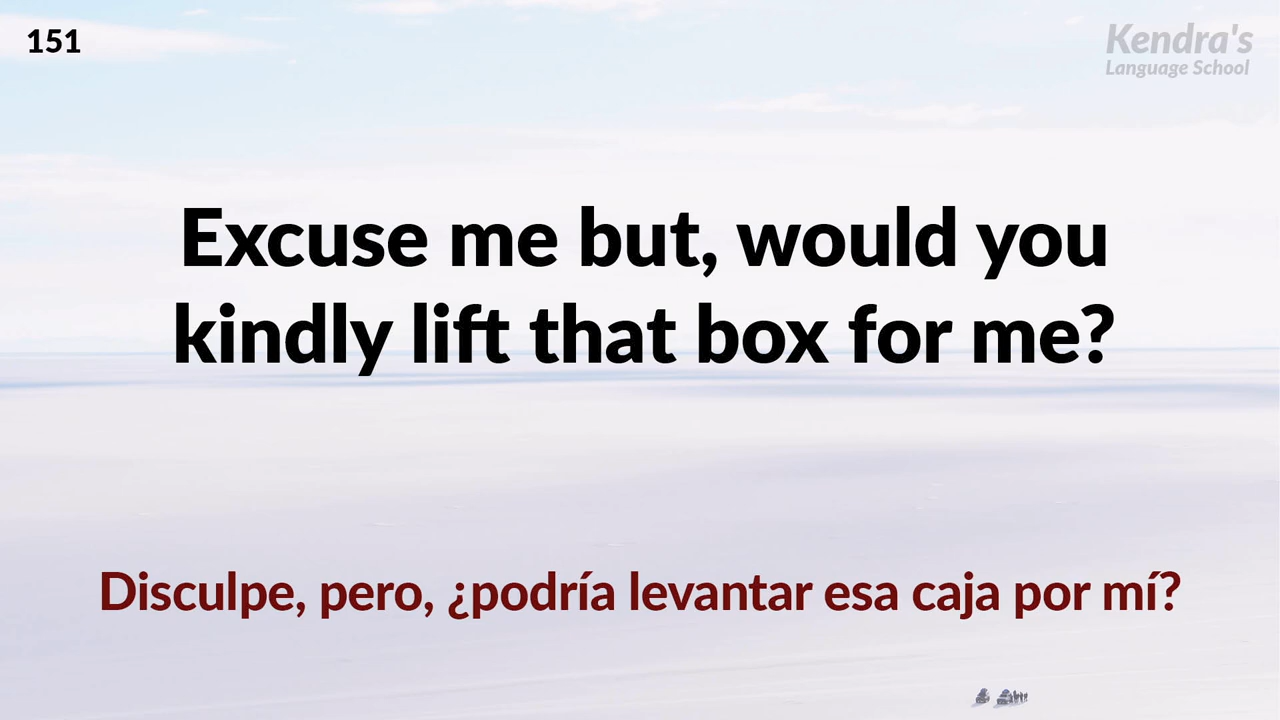 151
Kendra's
Language School
Excuse me but, would you
kindly lift that box for me?
Disculpe, pero, ¿podría levantar esa caja por mí?